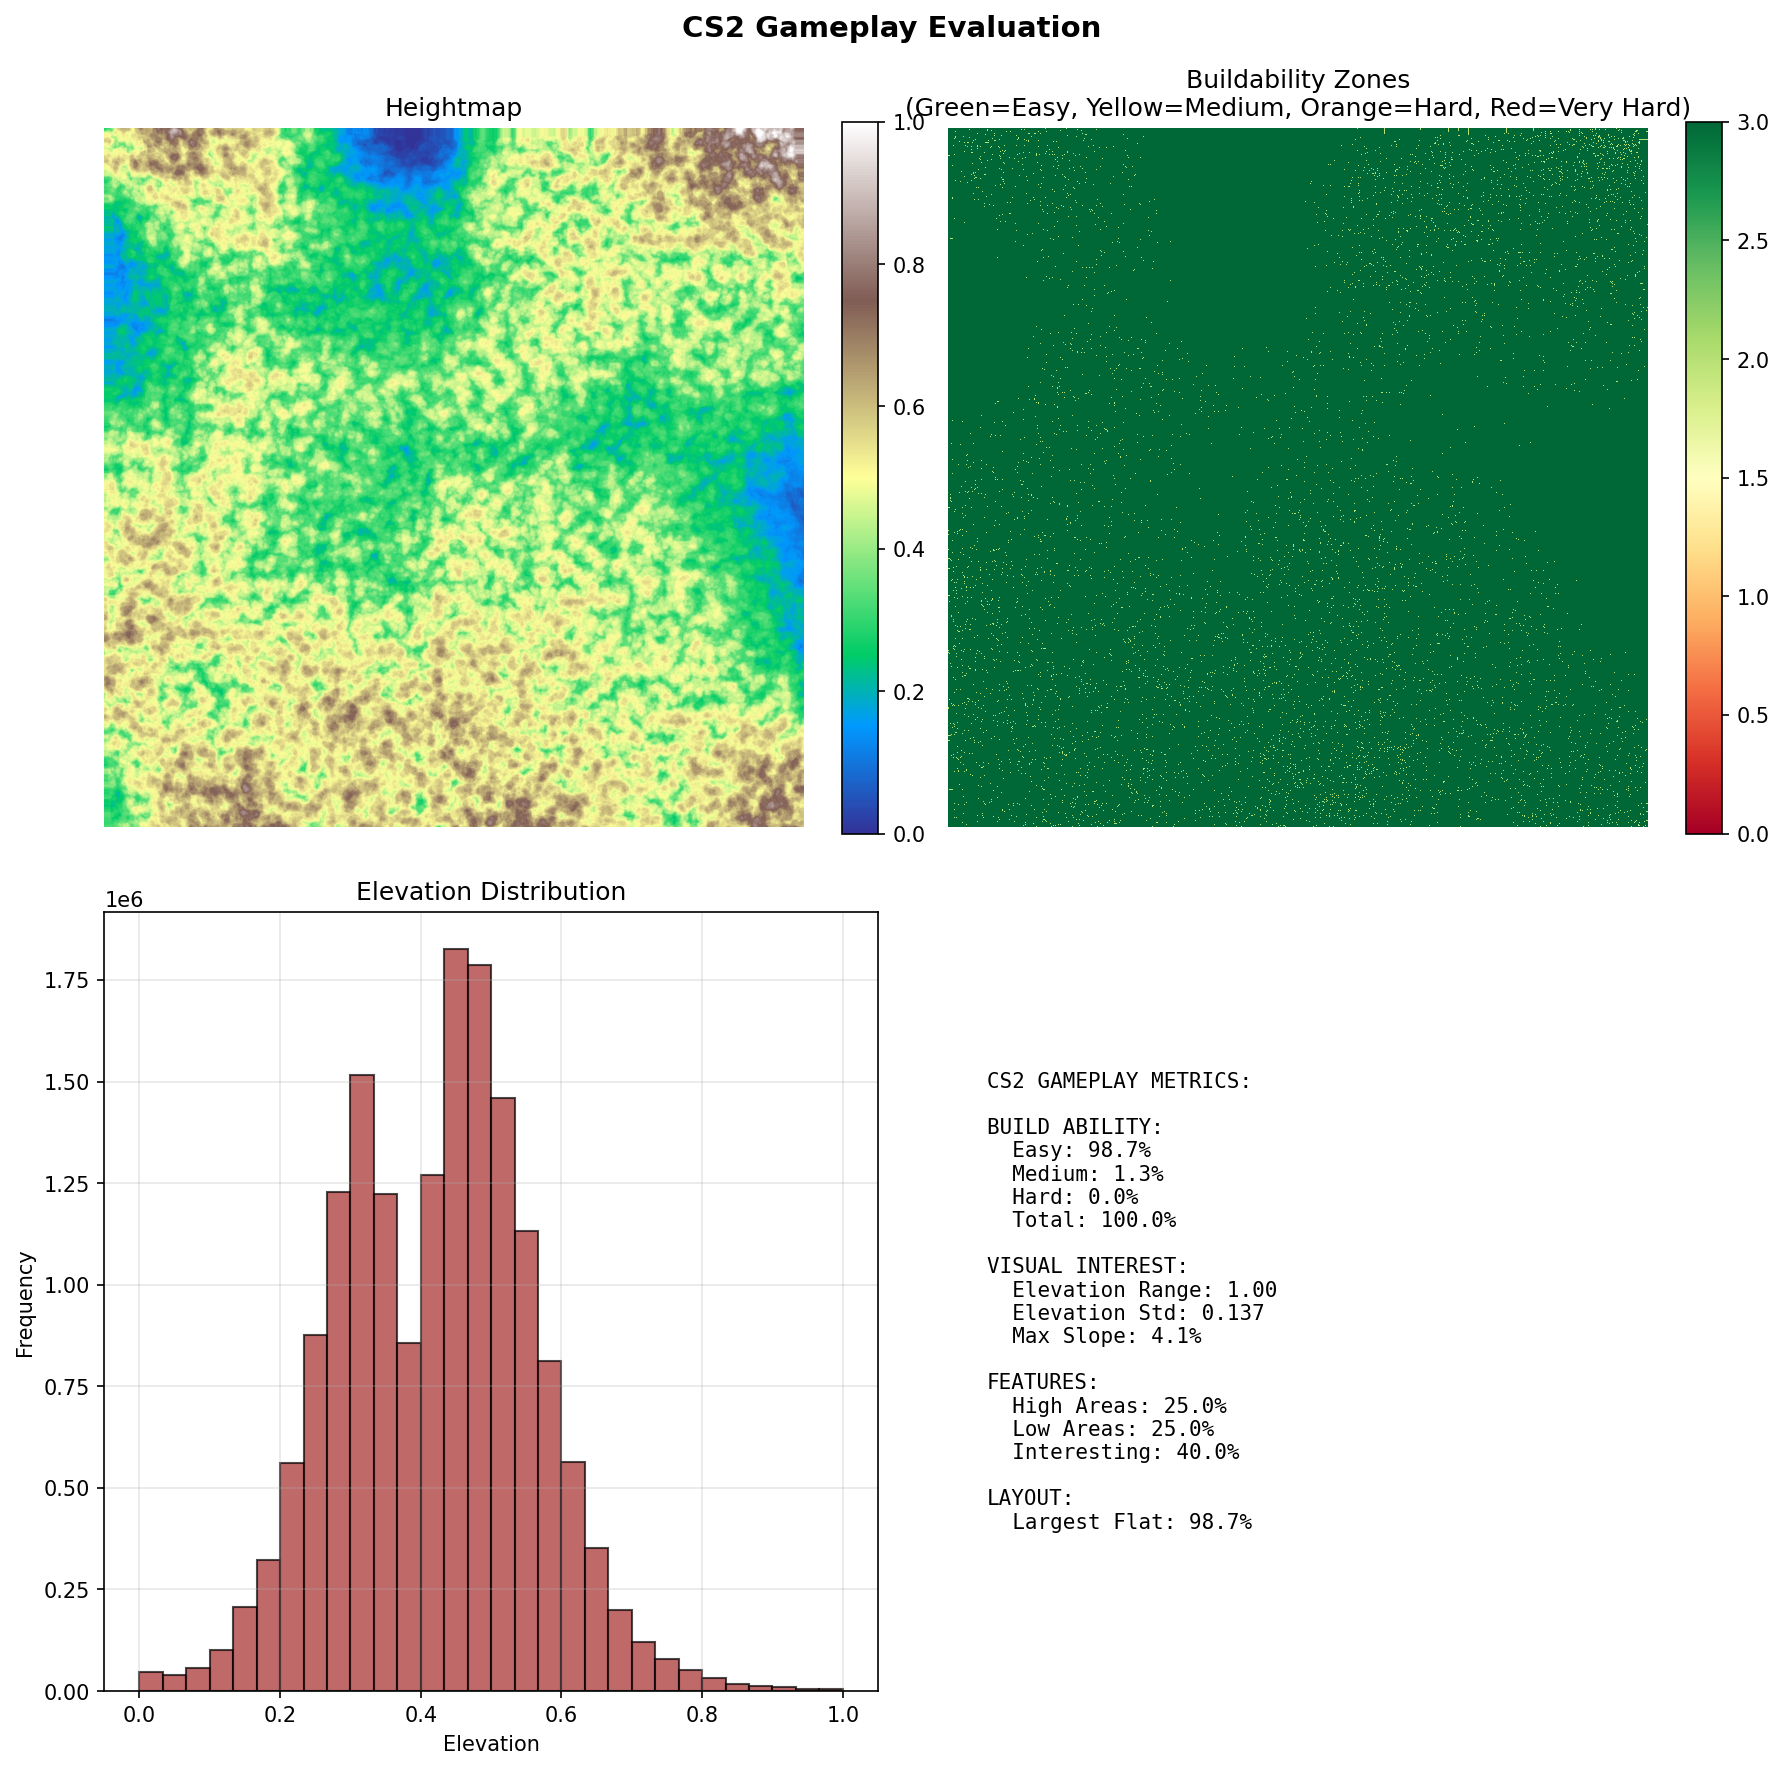 CS2 Gameplay Evaluation
Heightmap
1.0
0.8
0.6
0.4
0.2
0.0
Buildability Zones
(Green=Easy, Yellow=Medium, Orange=Hard, Red=Very Hard)
3.0
2.5
2.0
1.5
1.0
0.5
0.0
Elevation Distribution
1e6
1.75
1.50
1.25
1.00
0.75
0.50
0.25
0.00
Frequency
0.0 0.2 0.4 0.6 0.8 1.0
Elevation
CS2 GAMEPLAY METRICS:
BUILD ABILITY:
Easy: 98.7%
Medium: 1.3%
Hard: 0.0%
Total: 100.0%
VISUAL INTEREST:
Elevation Range: 1.00
Elevation Std: 0.137
Max Slope: 4.1%
FEATURES:
High Areas: 25.0%
Low Areas: 25.0%
Interesting: 40.0%
LAYOUT:
Largest Flat: 98.7%